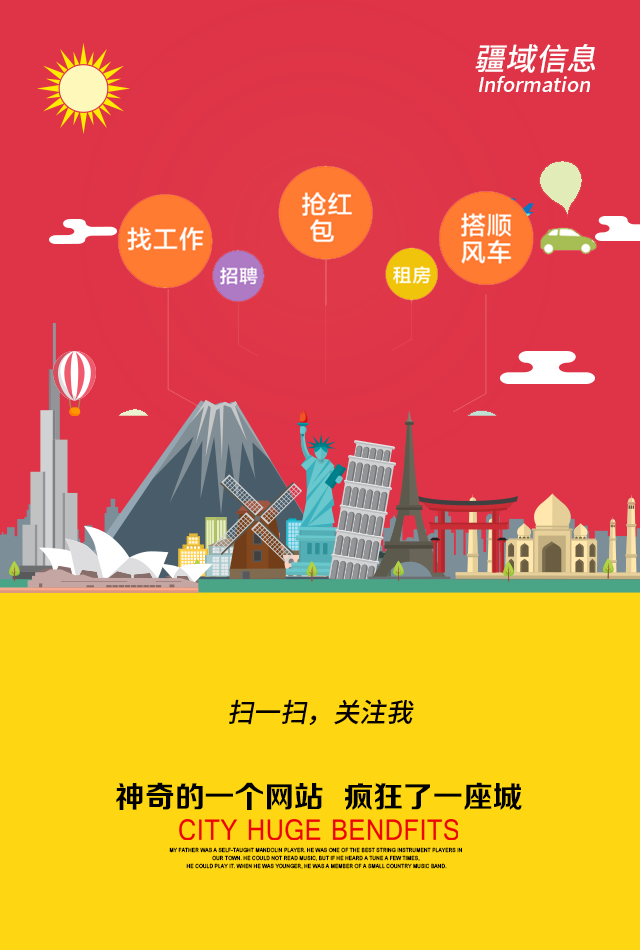 疆域信息
Information
抢红
包
找工作
搭顺
风车
招聘
租房
扫一扫，关注我
神奇的一个网站 疯狂了一座城
CITY HUGE BENDFITS
MY FATHER WAS A SELF-TAUGHT MANDOLIN PLAYER. HE WAS ONE OF THE BEST STRING INSTRUMENT PLAYERS IN
OUR TOWN. HE COULD NOT READ MUSIC, BUT IF HE HEARD A TUNE A FEW TIMES,
HE COULD PLAY IT. WHEN HE WAS YOUNGER, HE WAS A MEMBER OF A SMALL COUNTRY MUSIC BAND.